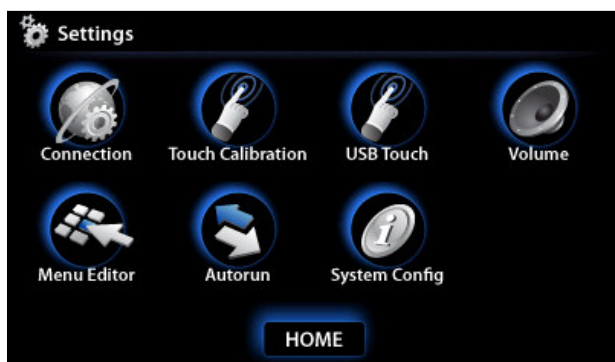 Settings
Connection
Touch Calibration
USB Touch
Volume
Menu Editor
Autorun
System Config
HOME